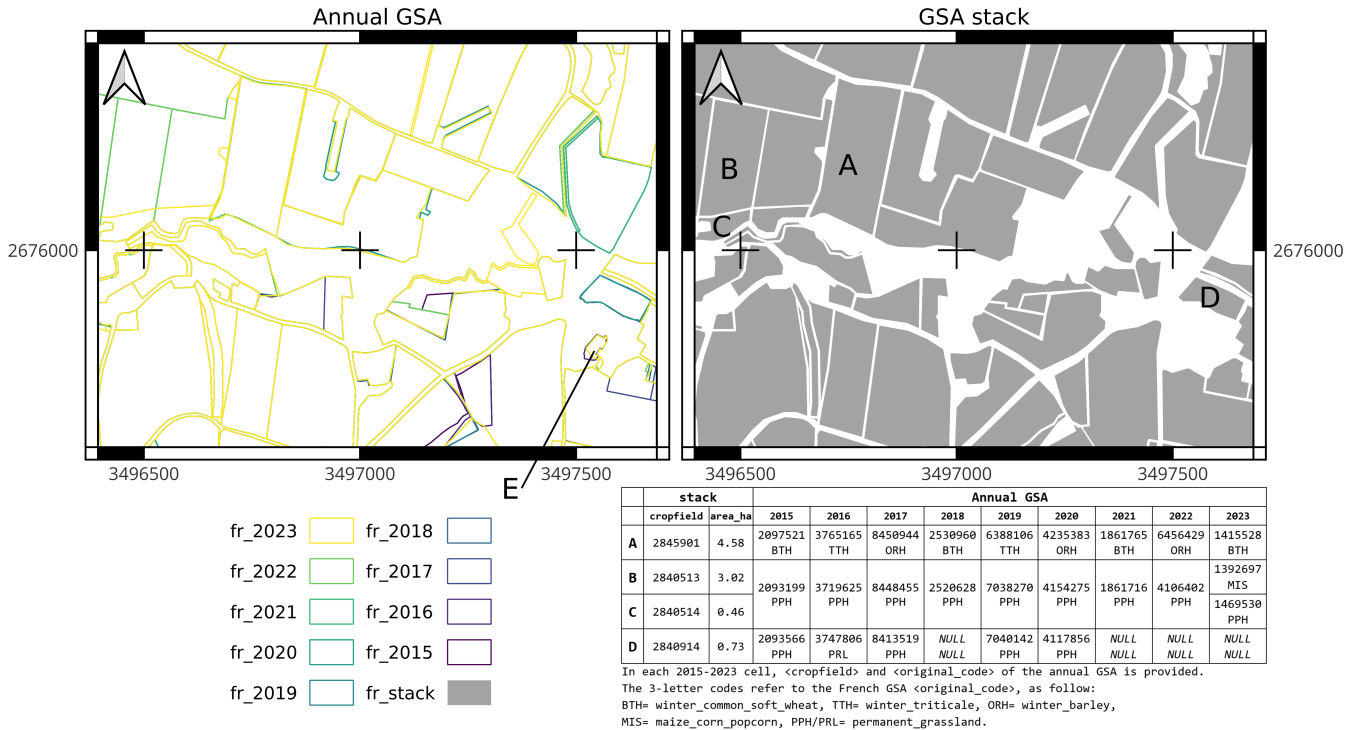 Annual GSA
GSA stack
B
A
C
D
2676000
2676000
3496500
3497000
3497500
3496500
3497000
3497500
E
fr_2023
fr_2018
fr_2022
fr_2017
fr_2021
fr_2016
fr_2020
fr_2015
fr_2019
fr_stack
stack Annual GSA
cropfield area_ha 2015 2016 2017 2018 2019 2020 2021 2022 2023
A 2845901 4.58 2097521 3765165 8450944 2530960 6388106 4235383 1861765 6456429 1415528
BTH TTH ORH BTH TTH ORH BTH ORH BTH
B 2840513 3.02 1392697
MIS
2093199 3719625 8448455 2520628 7038270 4154275 1861716 4106402
PPH PPH PPH PPH PPH PPH PPH PPH
C 2840514 0.46 1469530
PPH
D 2840914 0.73 2093566 3747806 8413519 NULL 7040142 4117856 NULL NULL NULL
PPH PRL PPH NULL PPH PPH NULL NULL NULL
In each 2015-2023 cell, <cropfield> and <original_code> of the annual GSA is provided.
The 3-letter codes refer to the French GSA <original_code>, as follow:
BTH= winter_common_soft_wheat, TTH= winter_triticale, ORH= winter_barley,
MIS= maize_corn_popcorn, PPH/PRL= permanent_grassland.